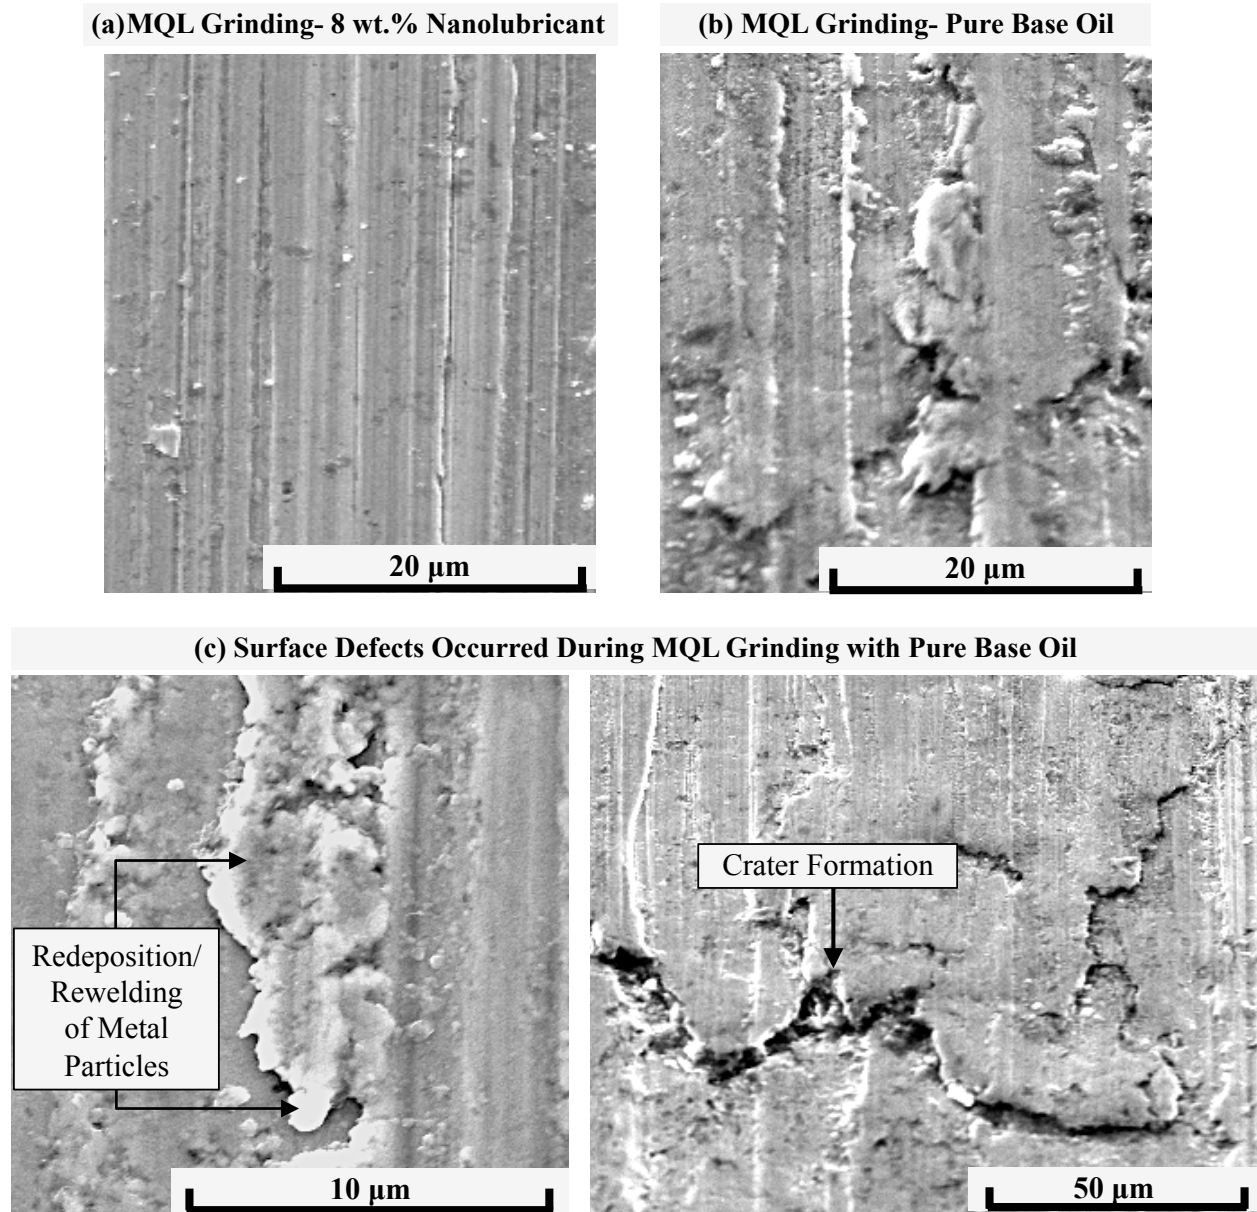 (a)MQL Grinding- 8 wt.% Nanolubricant
(b) MQL Grinding- Pure Base Oil
20 µm
20 µm
(c) Surface Defects Occurred During MQL Grinding with Pure Base Oil
Redeposition/
Rewelding
of Metal
Particles
10 µm
Crater Formation
50 µm